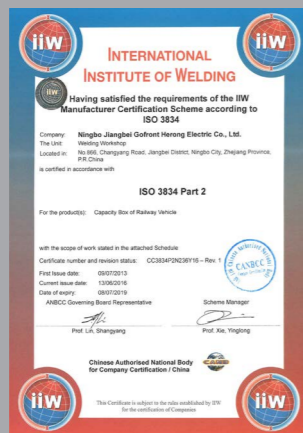 iiW
iiW
INTERNATIONAL
INSTITUTE OF WELDING
iiW
Having satisfied the requirements of the IIW
Manufacturer Certification Scheme according to
ISO 3834
Company: Ningbo Jiangbei Gofront Herong Electric Co., Ltd.
The Unit: Welding Workshop
Located in: No.866, Changyang Road, Jiangbei District, Ningbo City, Zhejiang Province,
P.R.China
is certified in accordance with
ISO 3834 Part 2
For the product(s): Capacity Box of Railway Vehicle
with the scope of work stated in the attached Schedule
Certificate number and revision status: CC3834P2N236Y16 – Rev. 1
First Issue date: 09/07/2013
Current issue date: 13/06/2016
Date of expiry: 08/07/2019
CANBCC
ANBCC Governing Board Representative Scheme Manager
Prof. Lin, Shangyang Prof. Xie, Yinglong
Chinese Authorised National Body
for Company Certification / China
iiW
iiW
This Certificate is subject to the rules established by IIW
for the certification of Companies